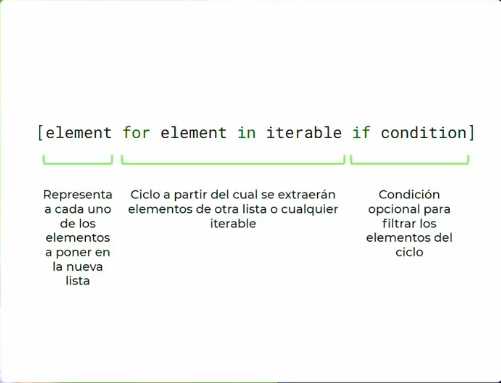 [element for element in iterable if condition]
Representa
a cada uno
de los
elementos
a poner en
la nueva
lista
Ciclo a partir del cual se extraerán
elementos de otra lista o cualquier
iterable
Condición
opcional para
filtrar los
elementos del
ciclo